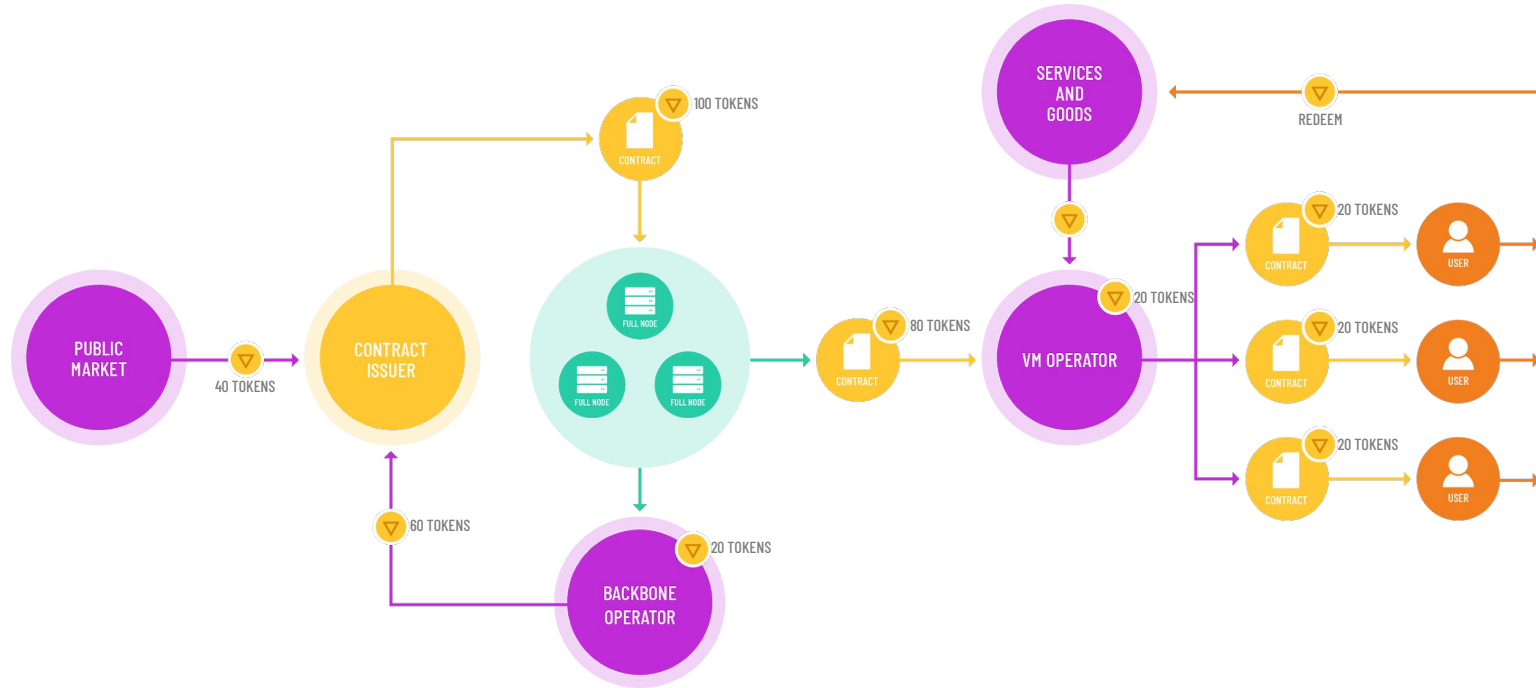 SERVICES
AND
GOODS
REDEEM
100 TOKENS
CONTRACT
20 TOKENS
CONTRACT
USER
FULL NODE
FULL NODE
FULL NODE
PUBLIC
MARKET
40 TOKENS
CONTRACT
ISSUER
80 TOKENS
CONTRACT
20 TOKENS
VM OPERATOR
20 TOKENS
CONTRACT
USER
20 TOKENS
CONTRACT
USER
60 TOKENS
20 TOKENS
BACKBONE
OPERATOR